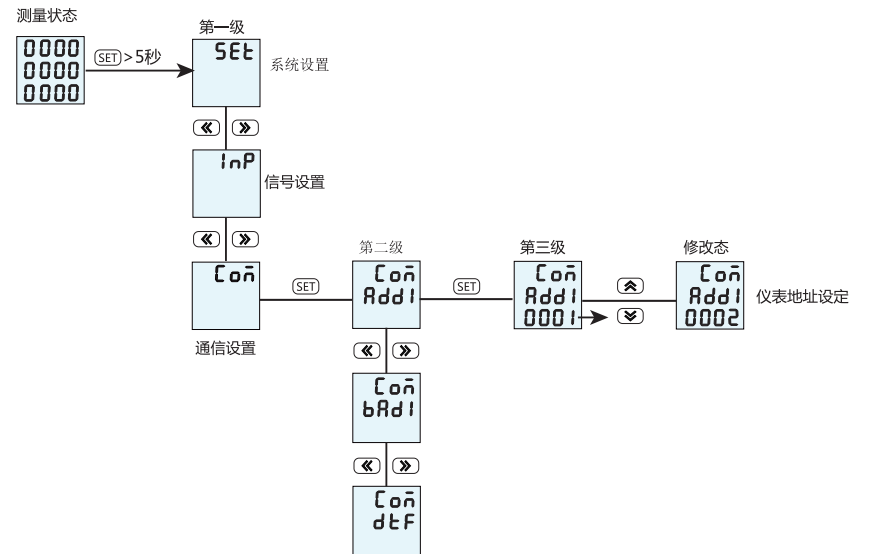 测量状态
0000
0000
0000
SET >5秒
第一级
SEt
系统设置
InP
信号设置
Con
通信设置
SET
第二级
Con
Add1
SET
第三级
Con
Add1
0001
修改态
Con
Add1
0002
仪表地址设定
Con
bAd1
Con
dtF